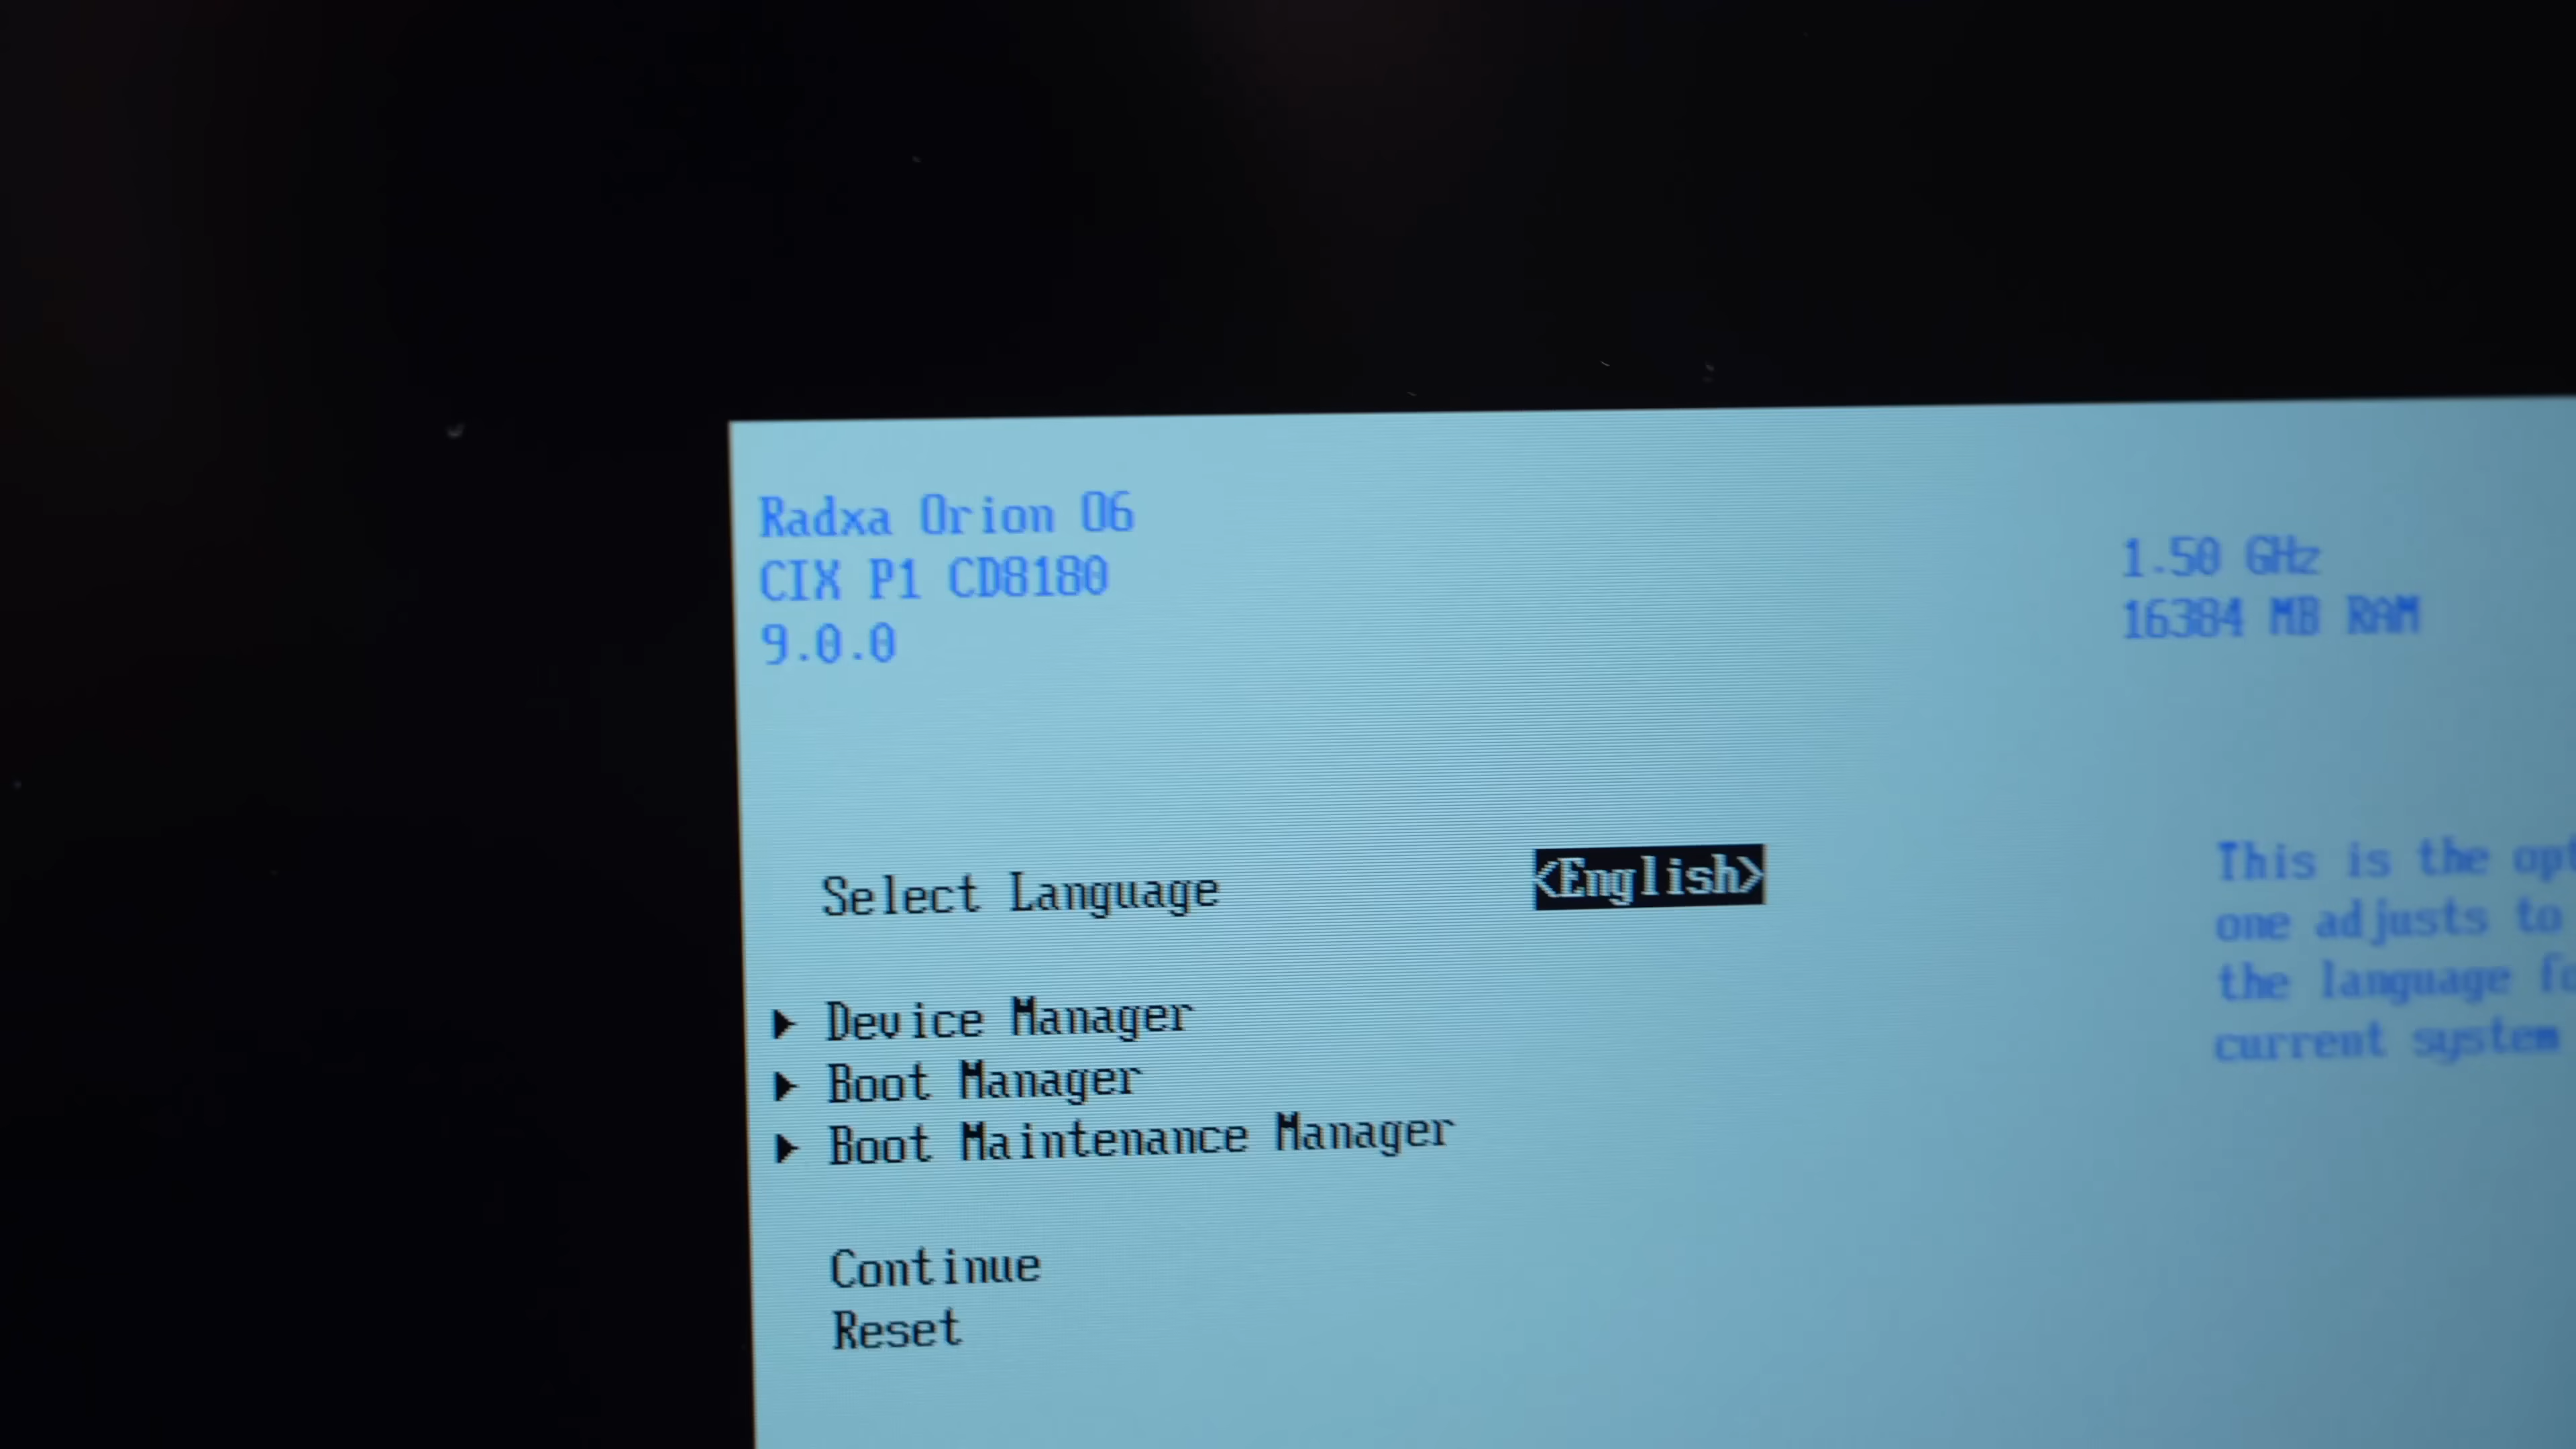 Radxa Orion O6
CIX P1 CD8180
1.50 GHz
9.0.0
16384 MB RAM
Select Language
<English>
This is the
one adjusts to
the language
current system
Device Manager
Boot Manager
Boot Maintenance Manager
Continue
Reset